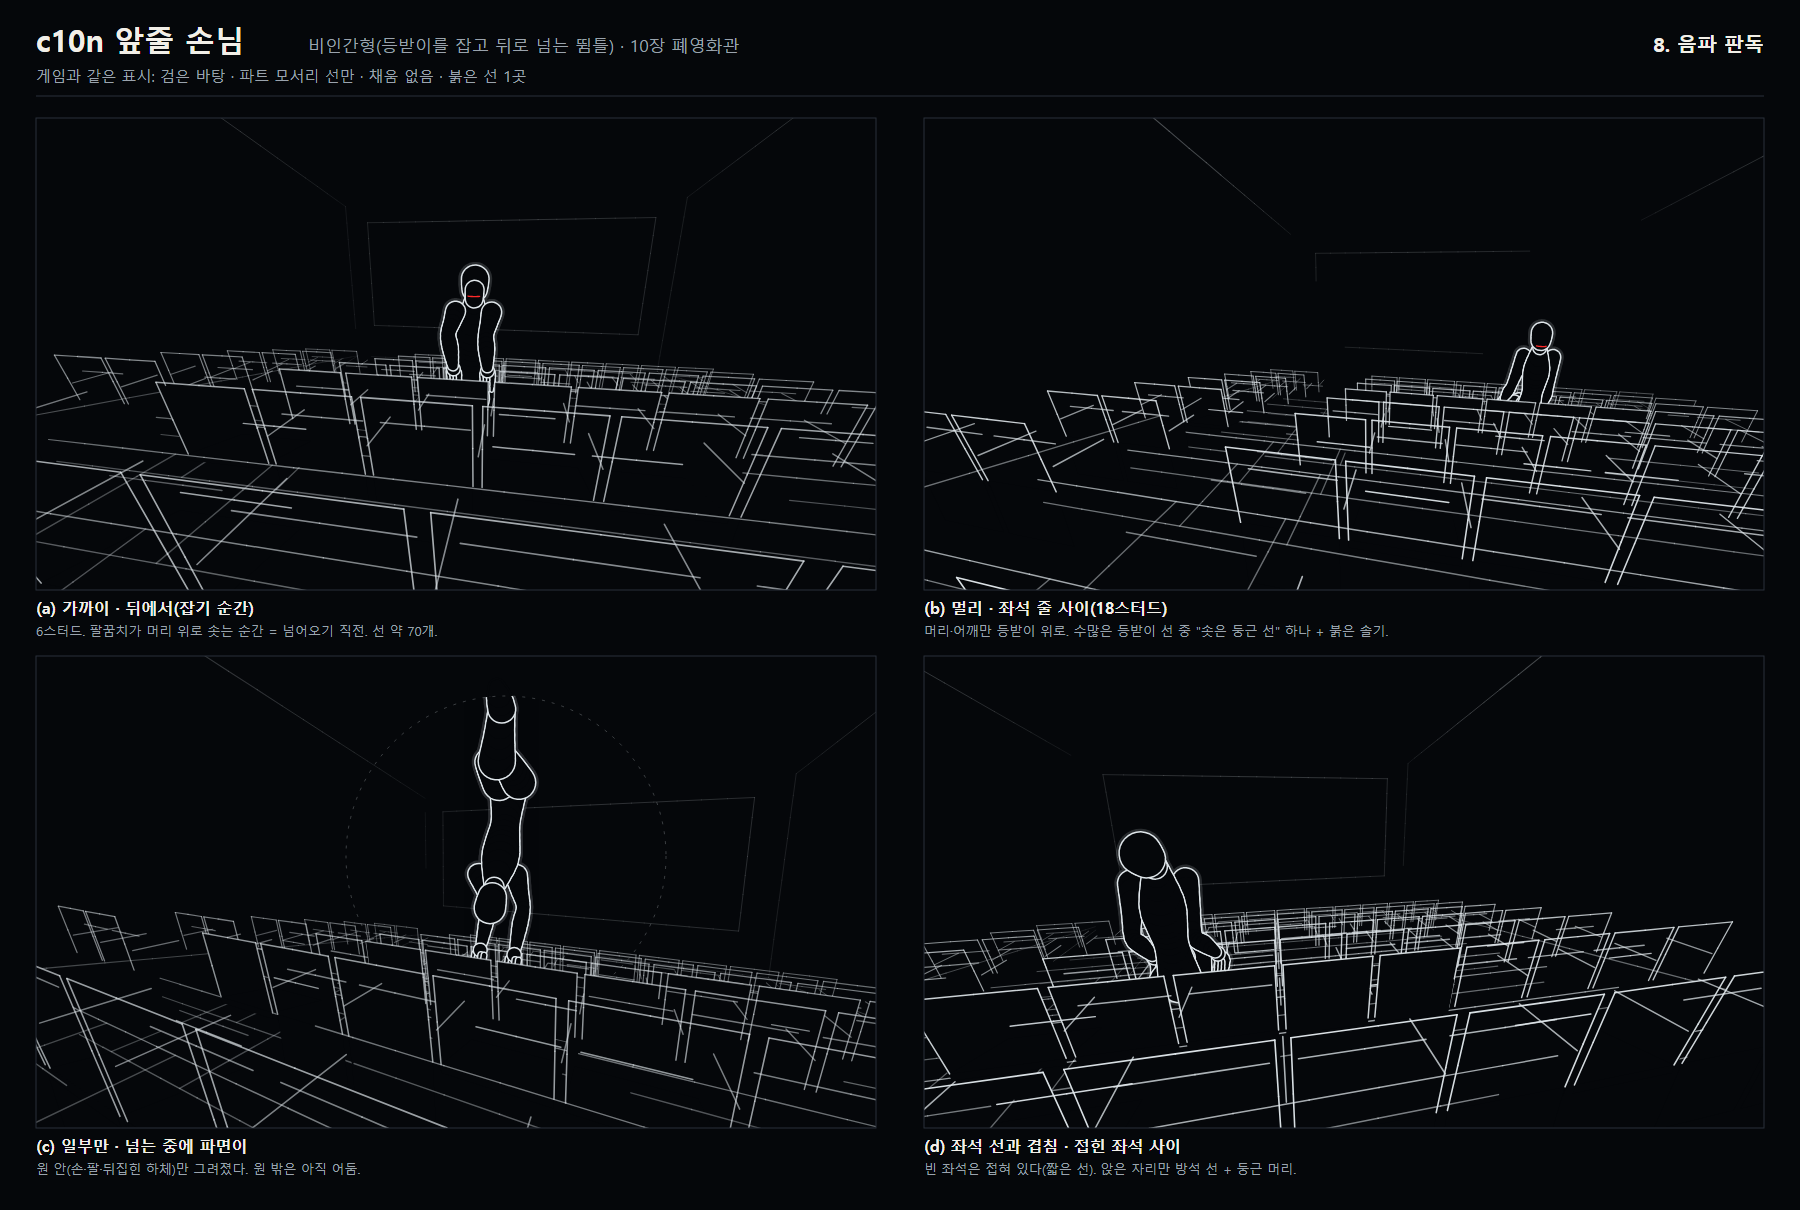 c10n 앞줄 손님
비인간형(등받이를 잡고 뒤로 넘는 뜀틀) · 10장 폐영화관
8. 음파 판독
게임과 같은 표시: 검은 바탕 · 파트 모서리 선만 · 채움 없음 · 붉은 선 1곳
(a) 가까이 · 뒤에서(잡기 순간)
6스터드. 팔꿈치가 머리 위로 솟는 순간 = 넘어오기 직전. 선 약 70개.
(b) 멀리 · 좌석 줄 사이(18스터드)
머리·어깨만 등받이 위로. 수많은 등받이 선 중 "솟은 둥근 선" 하나 + 붉은 솔기.
(c) 일부만 · 넘는 중에 파면이
원 안(손·팔·뒤집힌 하체)만 그려졌다. 원 밖은 아직 어둠.
(d) 좌석 선과 겹침 · 접힌 좌석 사이
빈 좌석은 접혀 있다(짧은 선). 앉은 자리만 방석 선 + 둥근 머리.